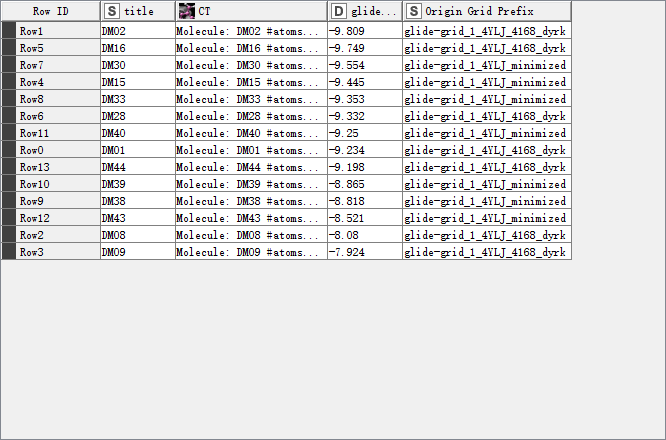 Row ID S title CT D glide... S Origin Grid Prefix
Row1 DM02 Molecule: DM02 #atoms... -9.809 glide-grid_1_4YLJ_4168_dyrk
Row5 DM16 Molecule: DM16 #atoms... -9.749 glide-grid_1_4YLJ_4168_dyrk
Row7 DM30 Molecule: DM30 #atoms... -9.554 glide-grid_1_4YLJ_minimized
Row4 DM15 Molecule: DM15 #atoms... -9.445 glide-grid_1_4YLJ_4168_dyrk
Row8 DM33 Molecule: DM33 #atoms... -9.353 glide-grid_1_4YLJ_minimized
Row6 DM28 Molecule: DM28 #atoms... -9.332 glide-grid_1_4YLJ_4168_dyrk
Row11 DM40 Molecule: DM40 #atoms... -9.25 glide-grid_1_4YLJ_minimized
Row0 DM01 Molecule: DM01 #atoms... -9.234 glide-grid_1_4YLJ_4168_dyrk
Row13 DM44 Molecule: DM44 #atoms... -9.198 glide-grid_1_4YLJ_4168_dyrk
Row10 DM39 Molecule: DM39 #atoms... -8.865 glide-grid_1_4YLJ_minimized
Row9 DM38 Molecule: DM38 #atoms... -8.818 glide-grid_1_4YLJ_minimized
Row12 DM43 Molecule: DM43 #atoms... -8.521 glide-grid_1_4YLJ_minimized
Row2 DM08 Molecule: DM08 #atoms... -8.08 glide-grid_1_4YLJ_4168_dyrk
Row3 DM09 Molecule: DM09 #atoms... -7.924 glide-grid_1_4YLJ_4168_dyrk